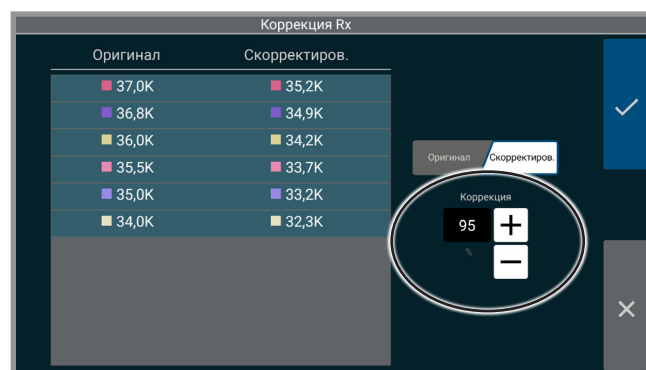 Коррекция Rx
Оригинал Скорректиров.
37,0K 35,2K
36,8K 34,9K
36,0K 34,2K
35,5K 33,7K
35,0K 33,2K
34,0K 32,3K
Оригинал Скорректиров.
Коррекция
95
%